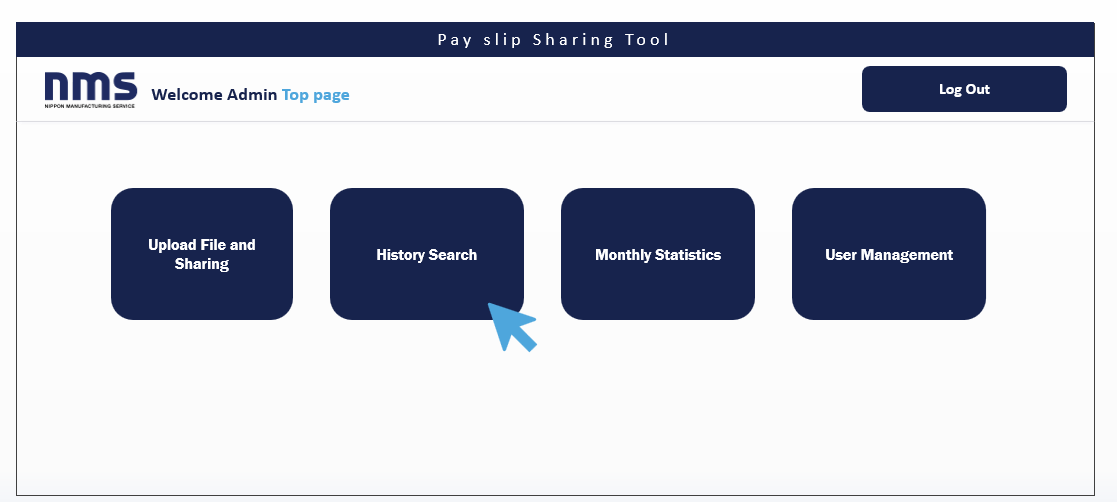 Pay slip Sharing Tool
nms
NIPPON MANUFACTURING SERVICE
Welcome Admin Top page
Log Out
Upload File and
Sharing
History Search
Monthly Statistics
User Management